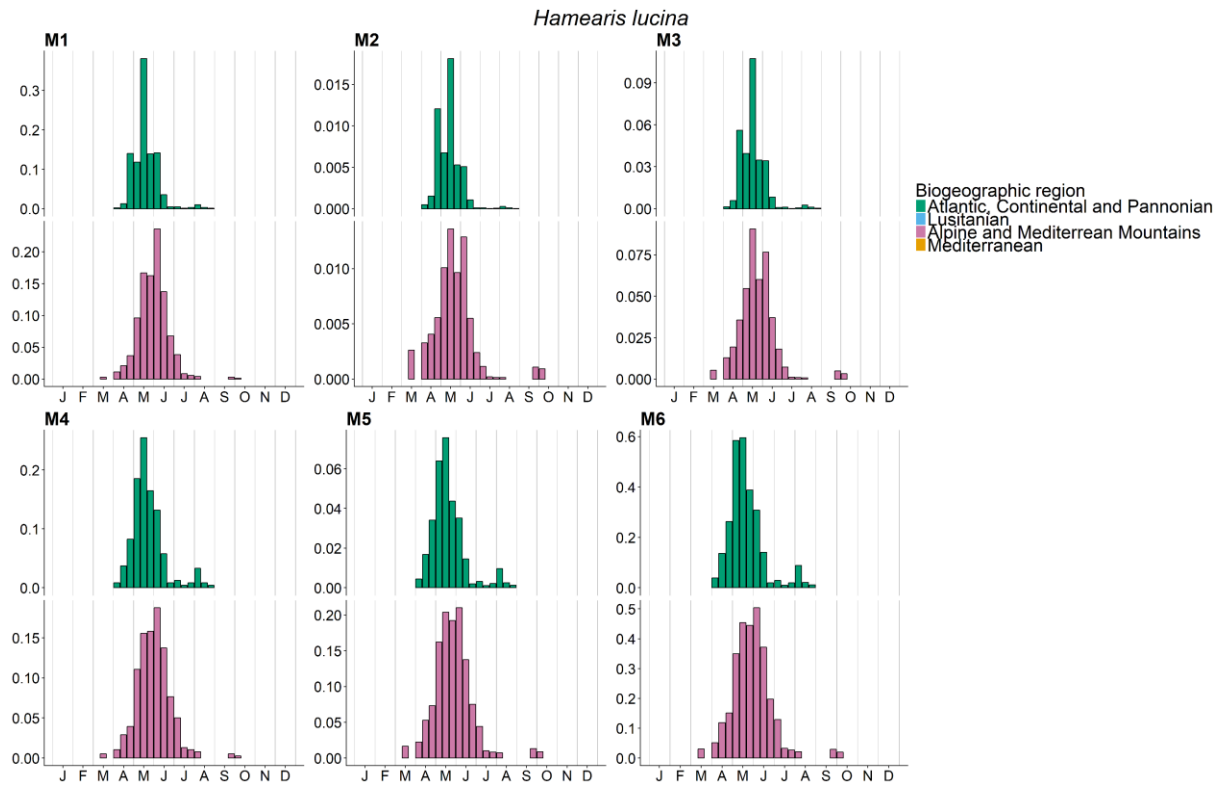 Hamearis lucina
M1
M2
M3
0.3
0.2
0.1
0.0
0.015
0.010
0.005
0.000
0.09
0.06
0.03
0.00
Biogeographic region
Atlantic, Continental and Pannonian
Lusitanian
Alpine and Mediterrean Mountains
Mediterranean
0.20
0.15
0.10
0.05
0.00
0.010
0.005
0.000
0.075
0.050
0.025
0.000
J F M A M J J A S O N D
J F M A M J J A S O N D
J F M A M J J A S O N D
M4
M5
M6
0.2
0.1
0.0
0.06
0.04
0.02
0.00
0.6
0.4
0.2
0.0
0.15
0.10
0.05
0.00
0.20
0.15
0.10
0.05
0.00
0.5
0.4
0.3
0.2
0.1
0.0
J F M A M J J A S O N D
J F M A M J J A S O N D
J F M A M J J A S O N D